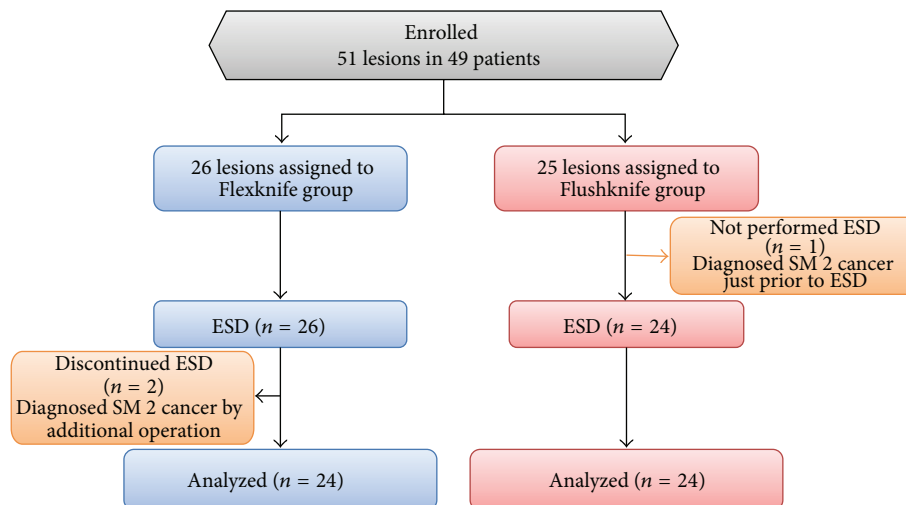 Enrolled
51 lesions in 49 patients
26 lesions assigned to
Flexknife group
25 lesions assigned to
Flushknife group
Not performed ESD
(n = 1)
Diagnosed SM 2 cancer
just prior to ESD
ESD (n = 26)
ESD (n = 24)
Discontinued ESD
(n = 2)
Diagnosed SM 2 cancer by
additional operation
Analyzed (n = 24)
Analyzed (n = 24)